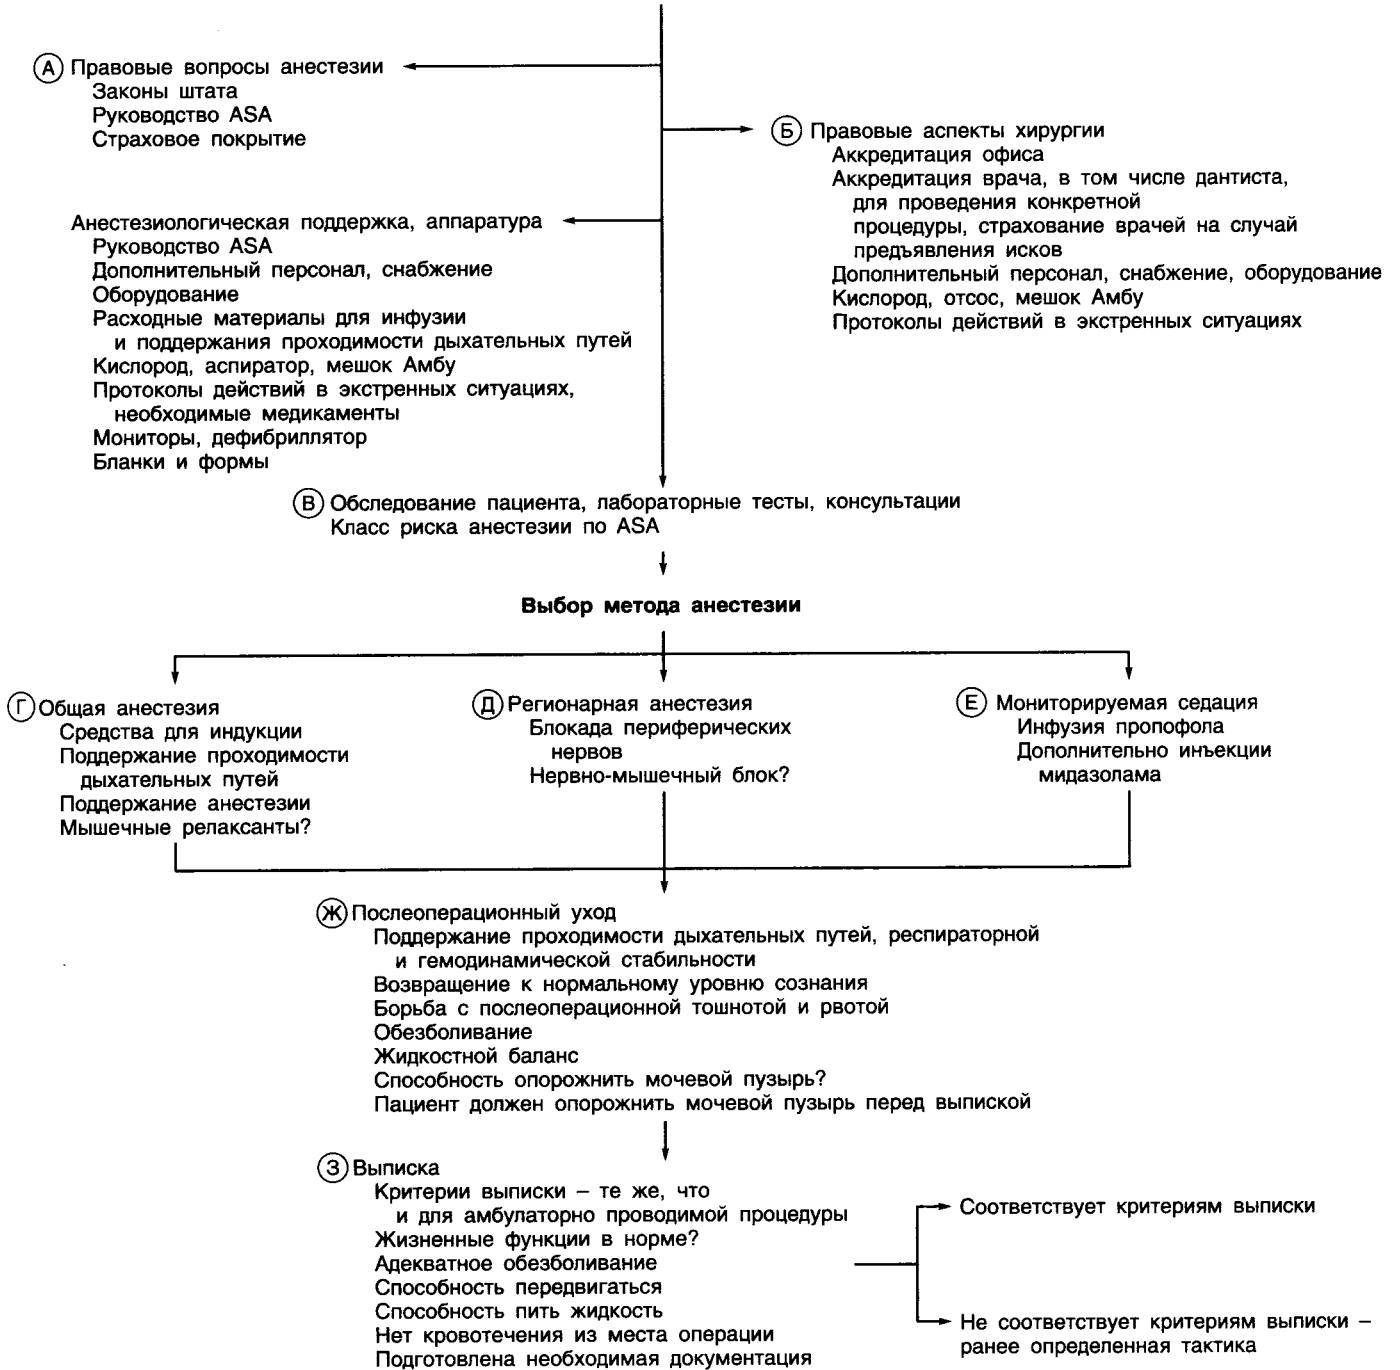 А Правовые вопросы анестезии
Законы штата
Руководство ASA
Страховое покрытие
Б Правовые аспекты хирургии
Аккредитация офиса
Аккредитация врача, в том числе дантиста,
для проведения конкретной
процедуры, страхование врачей на случай
предъявления исков
Дополнительный персонал, снабжение, оборудование
Кислород, отсос, мешок Амбу
Протоколы действий в экстренных ситуациях
Анестезиологическая поддержка, аппаратура
Руководство ASA
Дополнительный персонал, снабжение
Оборудование
Расходные материалы для инфузии
и поддержания проходимости дыхательных путей
Кислород, аспиратор, мешок Амбу
Протоколы действий в экстренных ситуациях,
необходимые медикаменты
Мониторы, дефибриллятор
Бланки и формы
В Обследование пациента, лабораторные тесты, консультации
Класс риска анестезии по ASA
Выбор метода анестезии
Г Общая анестезия
Средства для индукции
Поддержание проходимости
дыхательных путей
Поддержание анестезии
Мышечные релаксанты?
Д Регионарная анестезия
Блокада периферических
нервов
Нервно-мышечный блок?
Е Мониторируемая седация
Инфузия пропофола
Дополнительно инъекции
мидазолама
Ж Послеоперационный уход
Поддержание проходимости дыхательных путей, респираторной
и гемодинамической стабильности
Возвращение к нормальному уровню сознания
Борьба с послеоперационной тошнотой и рвотой
Обезболивание
Жидкостной баланс
Способность опорожнить мочевой пузырь?
Пациент должен опорожнить мочевой пузырь перед выпиской
З Выписка
Критерии выписки – те же, что
и для амбулаторно проводимой процедуры
Жизненные функции в норме?
Адекватное обезболивание
Способность передвигаться
Способность пить жидкость
Нет кровотечения из места операции
Подготовлена необходимая документация
Соответствует критериям выписки
Не соответствует критериям выписки –
ранее определенная тактика